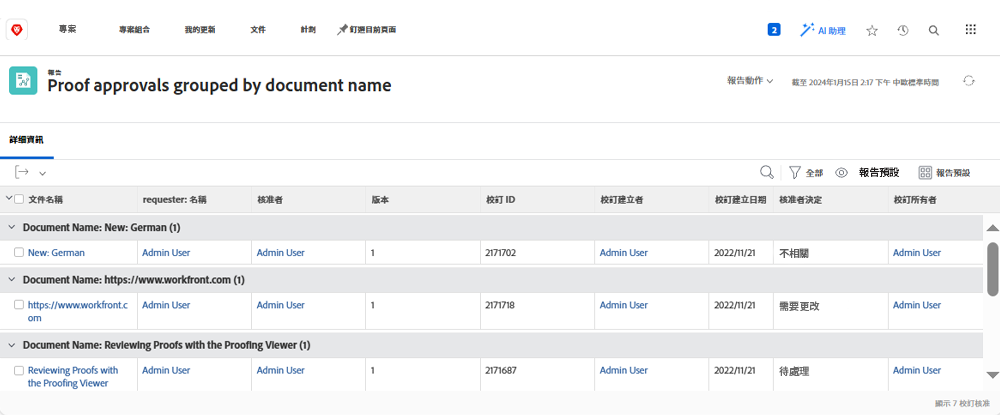 專案 專案組合 我的更新 文件 計劃 釘選目前頁面 2 AI 助理
報告
Proof approvals grouped by document name
報告動作 截至 2024年1月15日 2:17 下午 中歐標準時間
詳細資訊
全部 報告預設 報告預設
文件名稱 requester: 名稱 核准者 版本 校訂 ID 校訂建立者 校訂建立日期 核准者決定 校訂所有者
Document Name: New: German (1)
New: German Admin User Admin User 1 2171702 Admin User 2022/11/21 不相關 Admin User
Document Name: https://www.workfront.com (1)
https://www.workfront.c Admin User Admin User 1 2171718 Admin User 2022/11/21 需要更改 Admin User
om
Document Name: Reviewing Proofs with the Proofing Viewer (1)
Reviewing Proofs with Admin User Admin User 1 2171687 Admin User 2022/11/21 待處理 Admin User
the Proofing Viewer
顯示 7 校訂核准